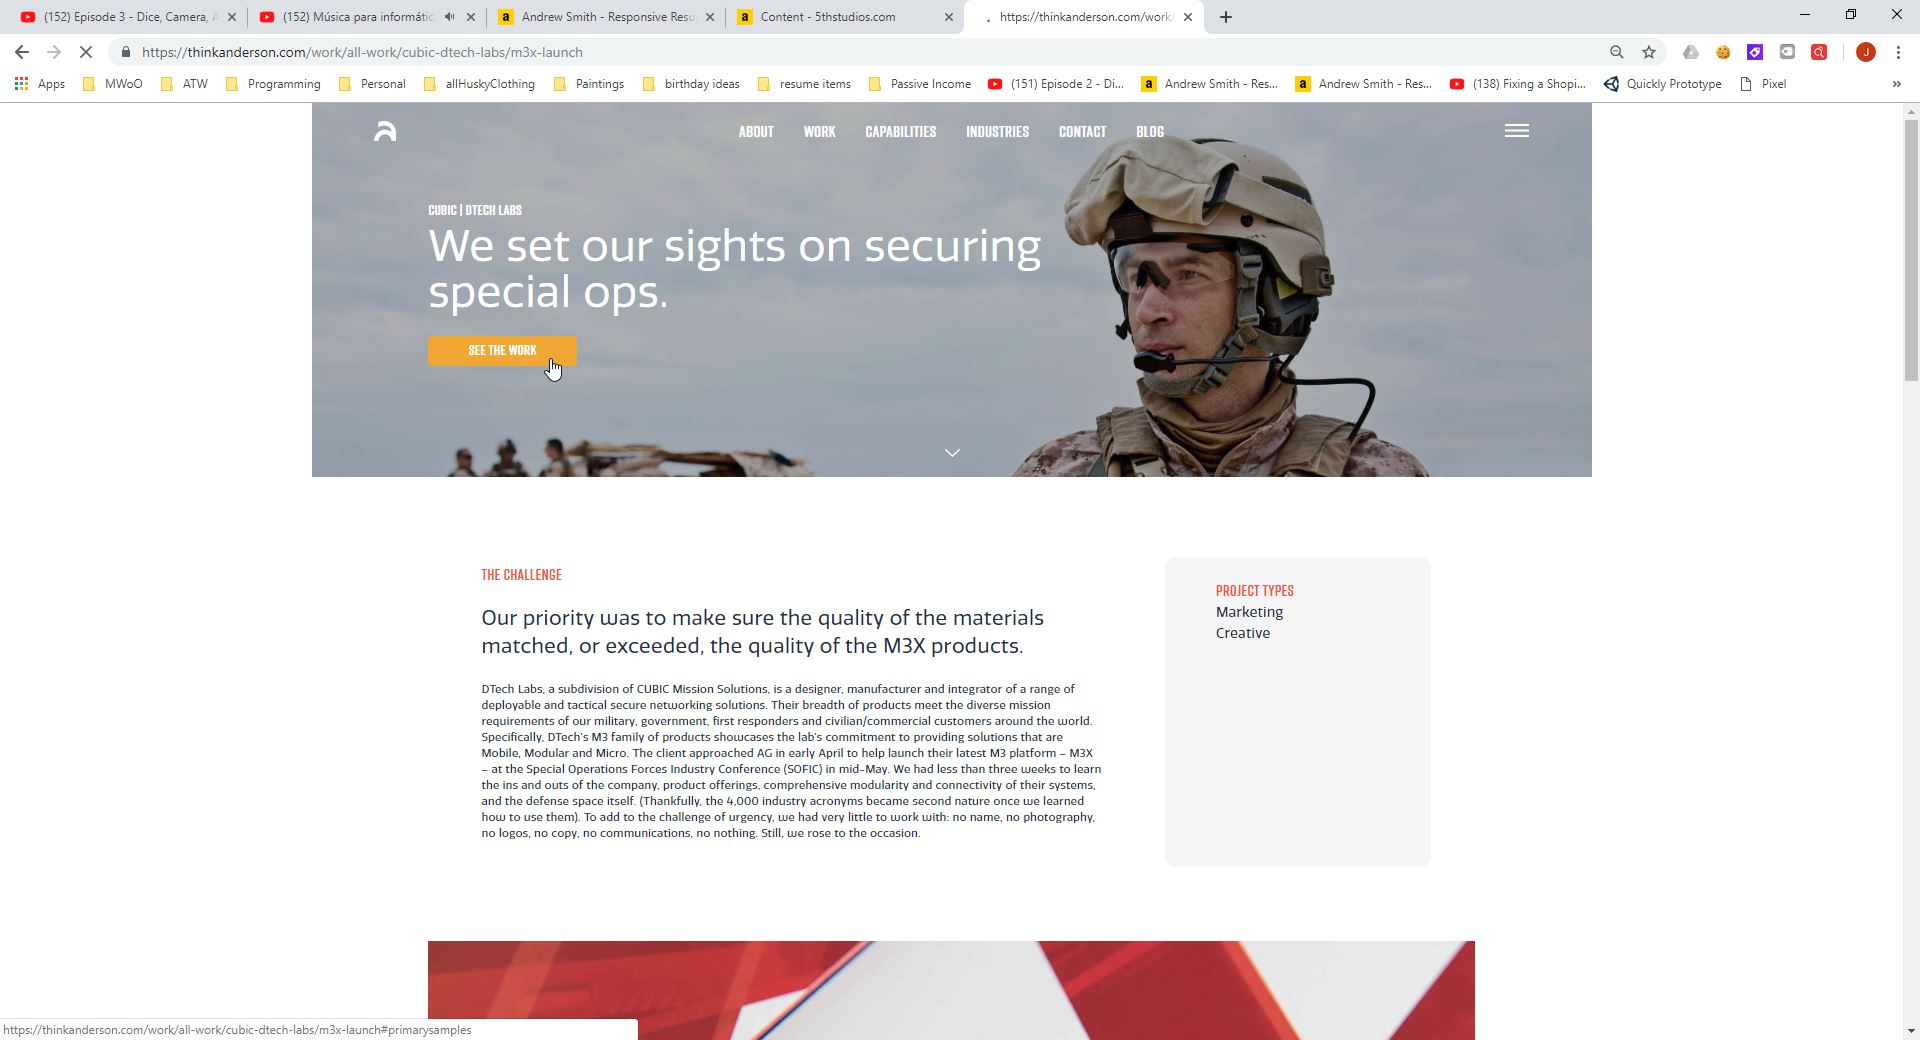 (152) Episode 3 - Dice, Camera, A
(152) Música para informátic
Andrew Smith - Responsive Resu
Content - 5thstudios.com
https://thinkanderson.com/work
https://thinkanderson.com/work/all-work/cubic-dtech-labs/m3x-launch
J
Apps MWoO ATW Programming Personal allHuskyClothing Paintings birthday ideas resume items Passive Income (151) Episode 2 - Di... Andrew Smith - Res... Andrew Smith - Res... (138) Fixing a Shopi... Quickly Prototype Pixel »
ABOUT WORK CAPABILITIES INDUSTRIES CONTACT BLOG
CUBIC | DTECH LABS
We set our sights on securing
special ops.
SEE THE WORK
THE CHALLENGE
Our priority was to make sure the quality of the materials
matched, or exceeded, the quality of the M3X products.
DTech Labs, a subdivision of CUBIC Mission Solutions, is a designer, manufacturer and integrator of a range of
deployable and tactical secure networking solutions. Their breadth of products meet the diverse mission
requirements of our military, government, first responders and civilian/commercial customers around the world.
Specifically, DTech's M3 family of products showcases the lab's commitment to providing solutions that are
Mobile, Modular and Micro. The client approached AG in early April to help launch their latest M3 platform – M3X
– at the Special Operations Forces Industry Conference (SOFIC) in mid-May. We had less than three weeks to learn
the ins and outs of the company, product offerings, comprehensive modularity and connectivity of their systems,
and the defense space itself. (Thankfully, the 4,000 industry acronyms became second nature once we learned
how to use them). To add to the challenge of urgency, we had very little to work with: no name, no photography,
no logos, no copy, no communications, no nothing. Still, we rose to the occasion.
PROJECT TYPES
Marketing
Creative
https://thinkanderson.com/work/all-work/cubic-dtech-labs/m3x-launch#primarysamples